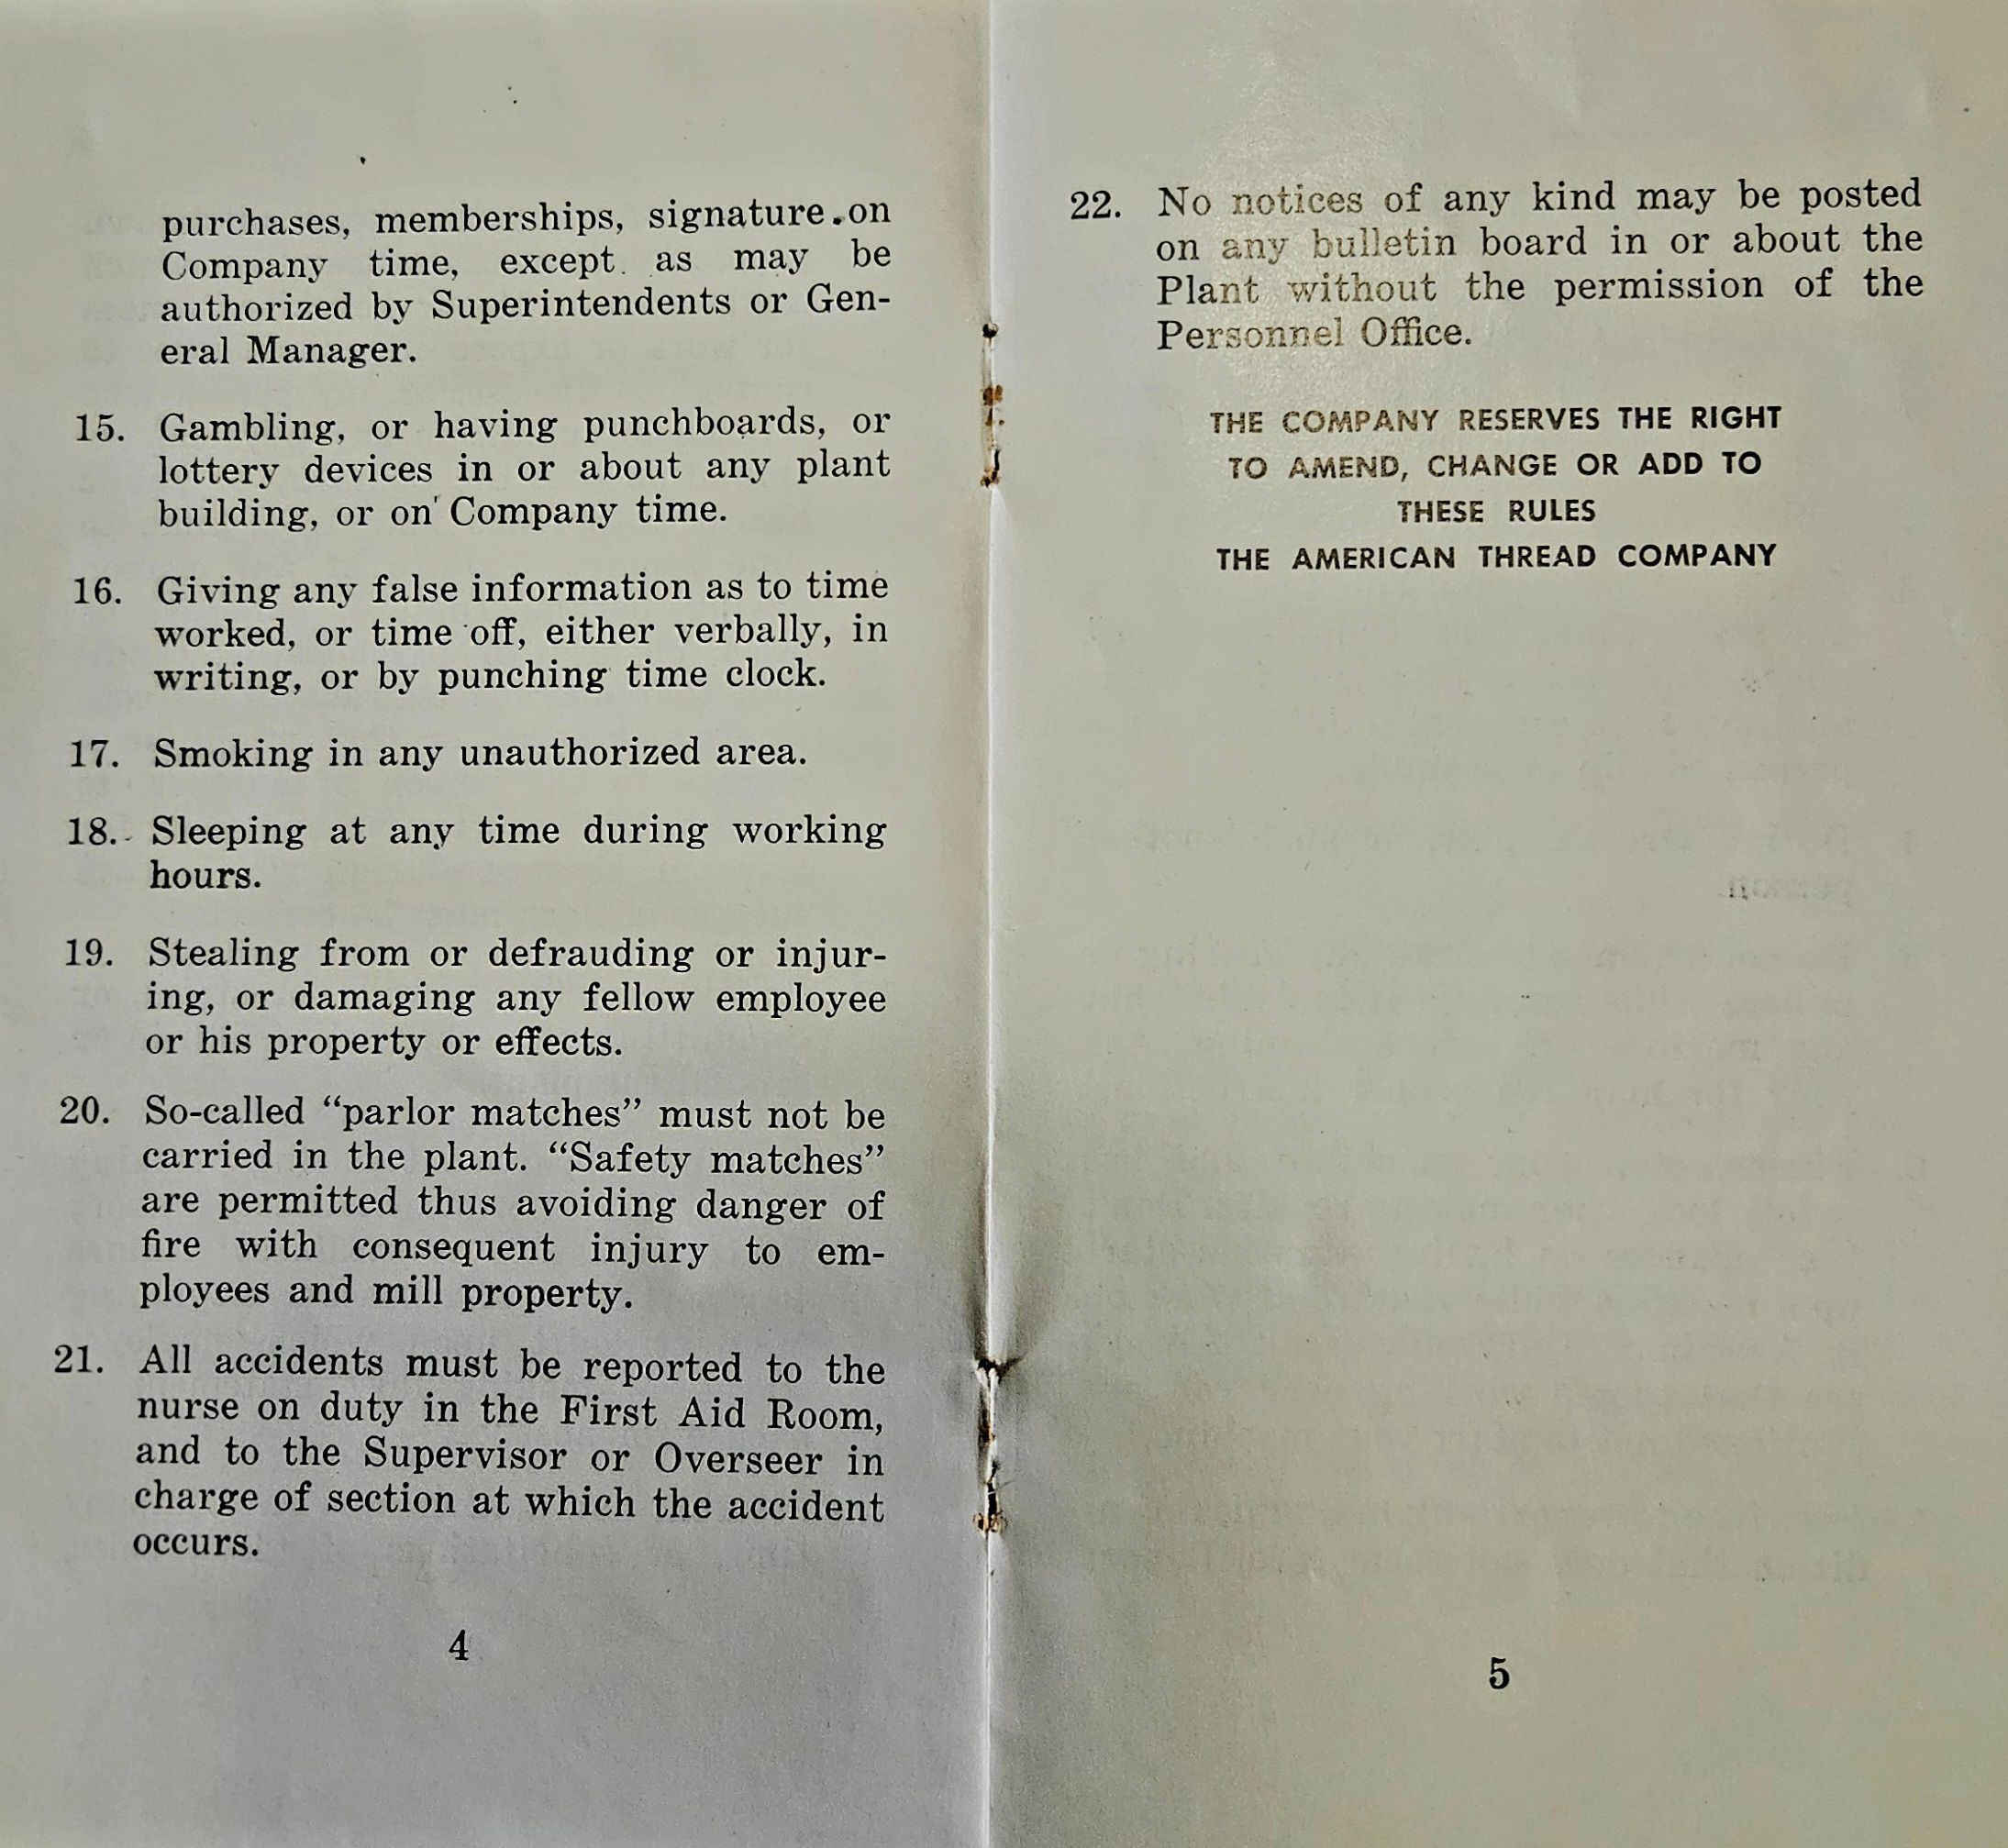 purchases, memberships, signature on
Company time, except as may be
authorized by Superintendents or Gen-
eral Manager.
15. Gambling, or having punchboards, or
lottery devices in or about any plant
building, or on Company time.
16. Giving any false information as to time
worked, or time off, either verbally, in
writing, or by punching time clock.
17. Smoking in any unauthorized area.
18. Sleeping at any time during working
hours.
19. Stealing from or defrauding or injur-
ing, or damaging any fellow employee
or his property or effects.
20. So-called “parlor matches” must not be
carried in the plant. “Safety matches”
are permitted thus avoiding danger of
fire with consequent injury to em-
ployees and mill property.
21. All accidents must be reported to the
nurse on duty in the First Aid Room,
and to the Supervisor or Overseer in
charge of section at which the accident
occurs.
4
22. No notices of any kind may be posted
on any bulletin board in or about the
Plant without the permission of the
Personnel Office.
THE COMPANY RESERVES THE RIGHT
TO AMEND, CHANGE OR ADD TO
THESE RULES
THE AMERICAN THREAD COMPANY
5